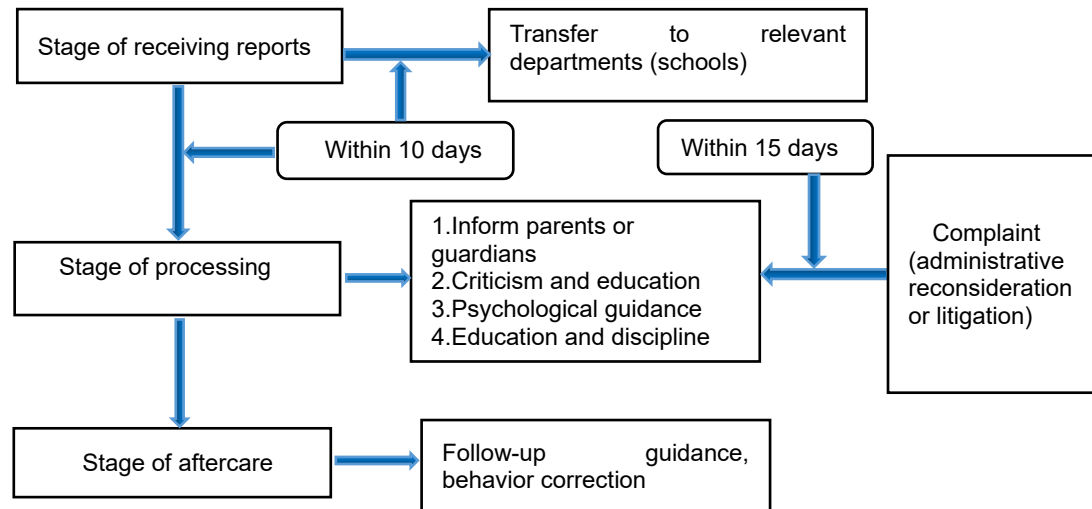 Stage of receiving reports
Transfer to relevant
departments (schools)
Within 10 days
Within 15 days
Stage of processing
1.Inform parents or
guardians
2.Criticism and education
3.Psychological guidance
4.Education and discipline
Complaint
(administrative
reconsideration
or litigation)
Stage of aftercare
Follow-up guidance,
behavior correction